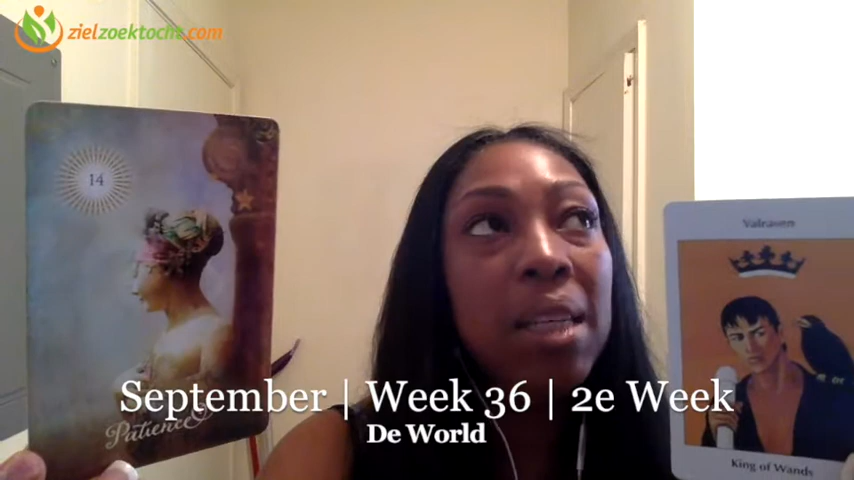 zielzoektocht.com
14
Patience
Valraven
King of Wands
September | Week 36 | 2e Week
De World